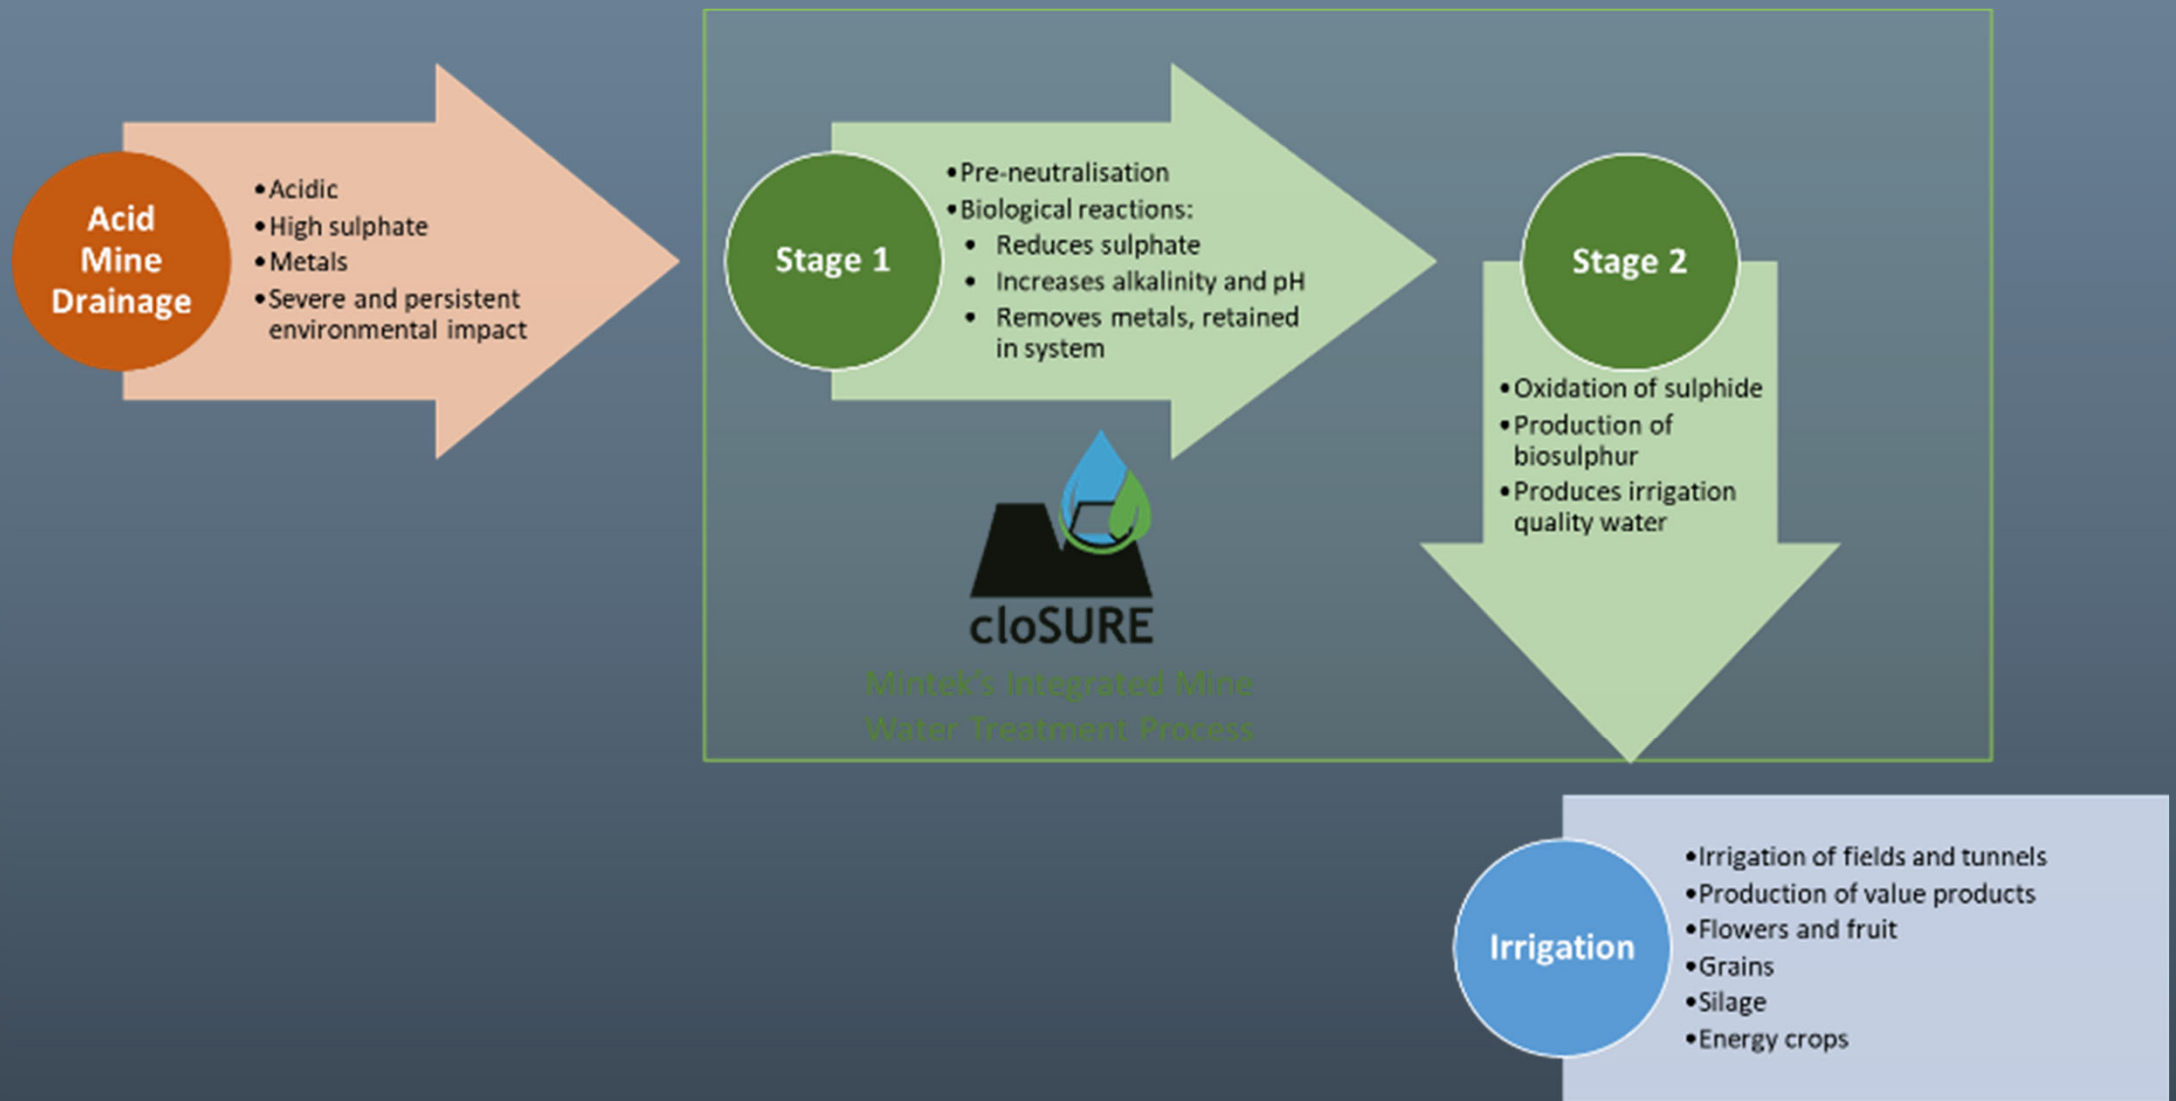 Acid
Mine
Drainage
•Acidic
•High sulphate
•Metals
•Severe and persistent
environmental impact
Stage 1
•Pre-neutralisation
•Biological reactions:
• Reduces sulphate
• Increases alkalinity and pH
• Removes metals, retained
in system
Stage 2
•Oxidation of sulphide
•Production of
biosulphur
•Produces irrigation
quality water
cloSURE
Mintek's Integrated Mine
Water Treatment Process
Irrigation
•Irrigation of fields and tunnels
•Production of value products
•Flowers and fruit
•Grains
•Silage
•Energy crops